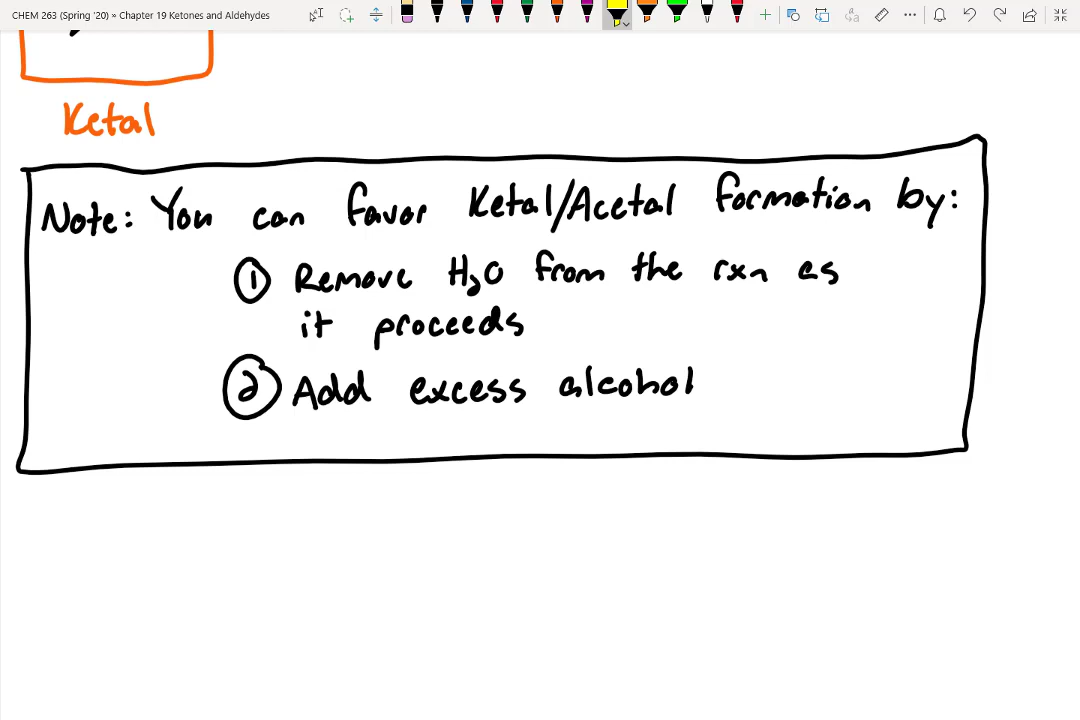 CHEM 263 (Spring '20) » Chapter 19 Ketones and Aldehydes
Ketal
Note: You can favor Ketal/Acetal Formation by:
① Remove H₂O from the rxn as
it proceeds
② Add excess alcohol